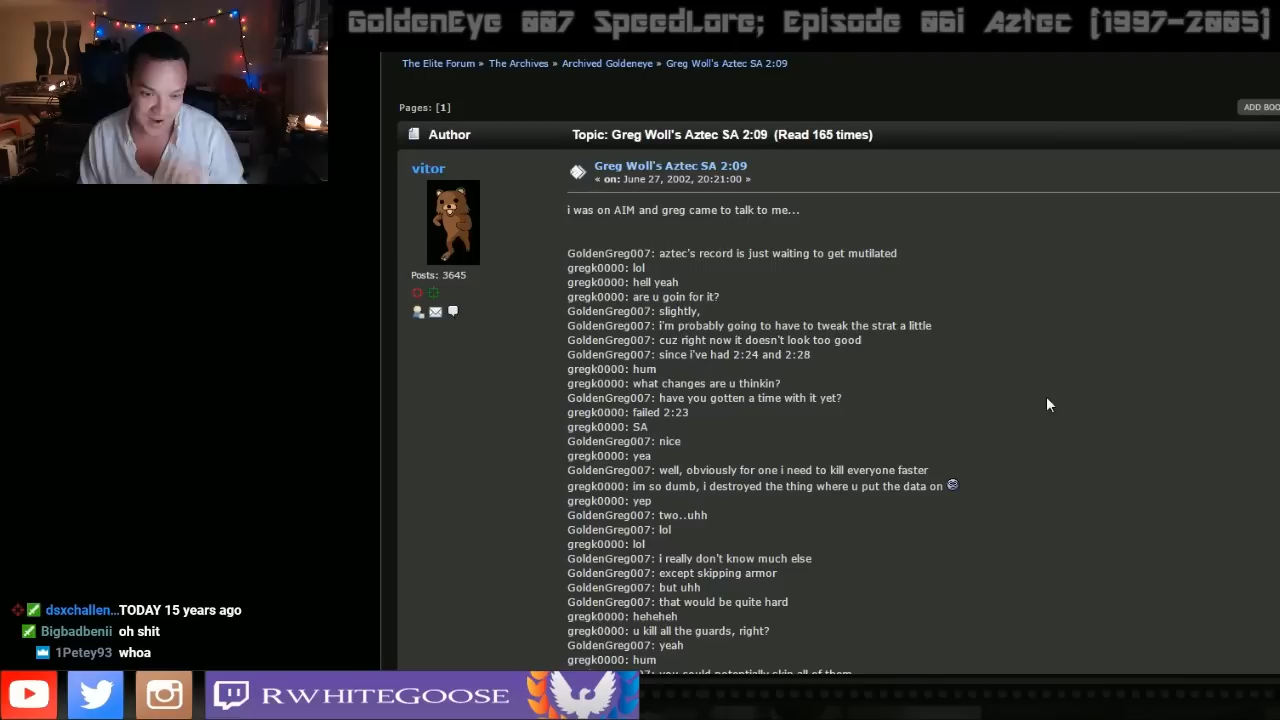 GoldenEye 007 SpeedLore; Episode 06i Aztec [1997-2005]
The Elite Forum » The Archives » Archived Goldeneye » Greg Woll's Aztec SA 2:09
Pages: [1]
ADD BOO
Author
Topic: Greg Woll's Aztec SA 2:09 (Read 165 times)
vitor
Greg Woll's Aztec SA 2:09
« on: June 27, 2002, 20:21:00 »
Posts: 3645
i was on AIM and greg came to talk to me...
GoldenGreg007: aztec's record is just waiting to get mutilated
gregk0000: lol
gregk0000: hell yeah
gregk0000: are u goin for it?
GoldenGreg007: slightly,
GoldenGreg007: i'm probably going to have to tweak the strat a little
GoldenGreg007: cuz right now it doesn't look too good
GoldenGreg007: since i've had 2:24 and 2:28
gregk0000: hum
gregk0000: what changes are u thinkin?
GoldenGreg007: have you gotten a time with it yet?
gregk0000: failed 2:23
gregk0000: SA
GoldenGreg007: nice
gregk0000: yea
GoldenGreg007: well, obviously for one i need to kill everyone faster
gregk0000: im so dumb, i destroyed the thing where u put the data on
gregk0000: yep
GoldenGreg007: two..uhh
GoldenGreg007: lol
gregk0000: lol
GoldenGreg007: i really don't know much else
GoldenGreg007: except skipping armor
GoldenGreg007: but uhh
GoldenGreg007: that would be quite hard
gregk0000: heheheh
gregk0000: u kill all the guards, right?
GoldenGreg007: yeah
gregk0000: hum
007: you could potentially skip all of them
dsxchallen...TODAY 15 years ago
Bigbadbenii oh shit
1Petey93 whoa
RWHITEGOOSE